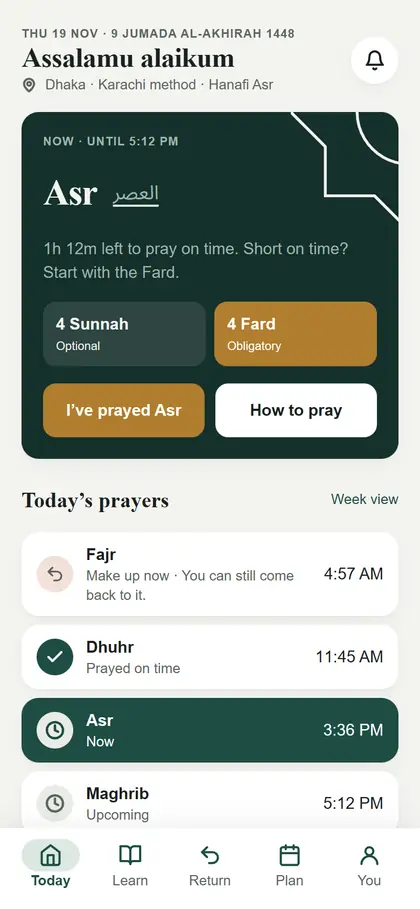 THU 19 NOV · 9 JUMADA AL-AKHIRAH 1448
Assalamu alaikum
Dhaka · Karachi method · Hanafi Asr
NOW · UNTIL 5:12 PM
Asr العصر
1h 12m left to pray on time. Short on time?
Start with the Fard.
4 Sunnah
Optional
4 Fard
Obligatory
I’ve prayed Asr
How to pray
Today’s prayers
Week view
Fajr
Make up now · You can still come
back to it.
4:57 AM
Dhuhr
Prayed on time
11:45 AM
Asr
Now
3:36 PM
Maghrib
Upcoming
5:12 PM
Today
Learn
Return
Plan
You